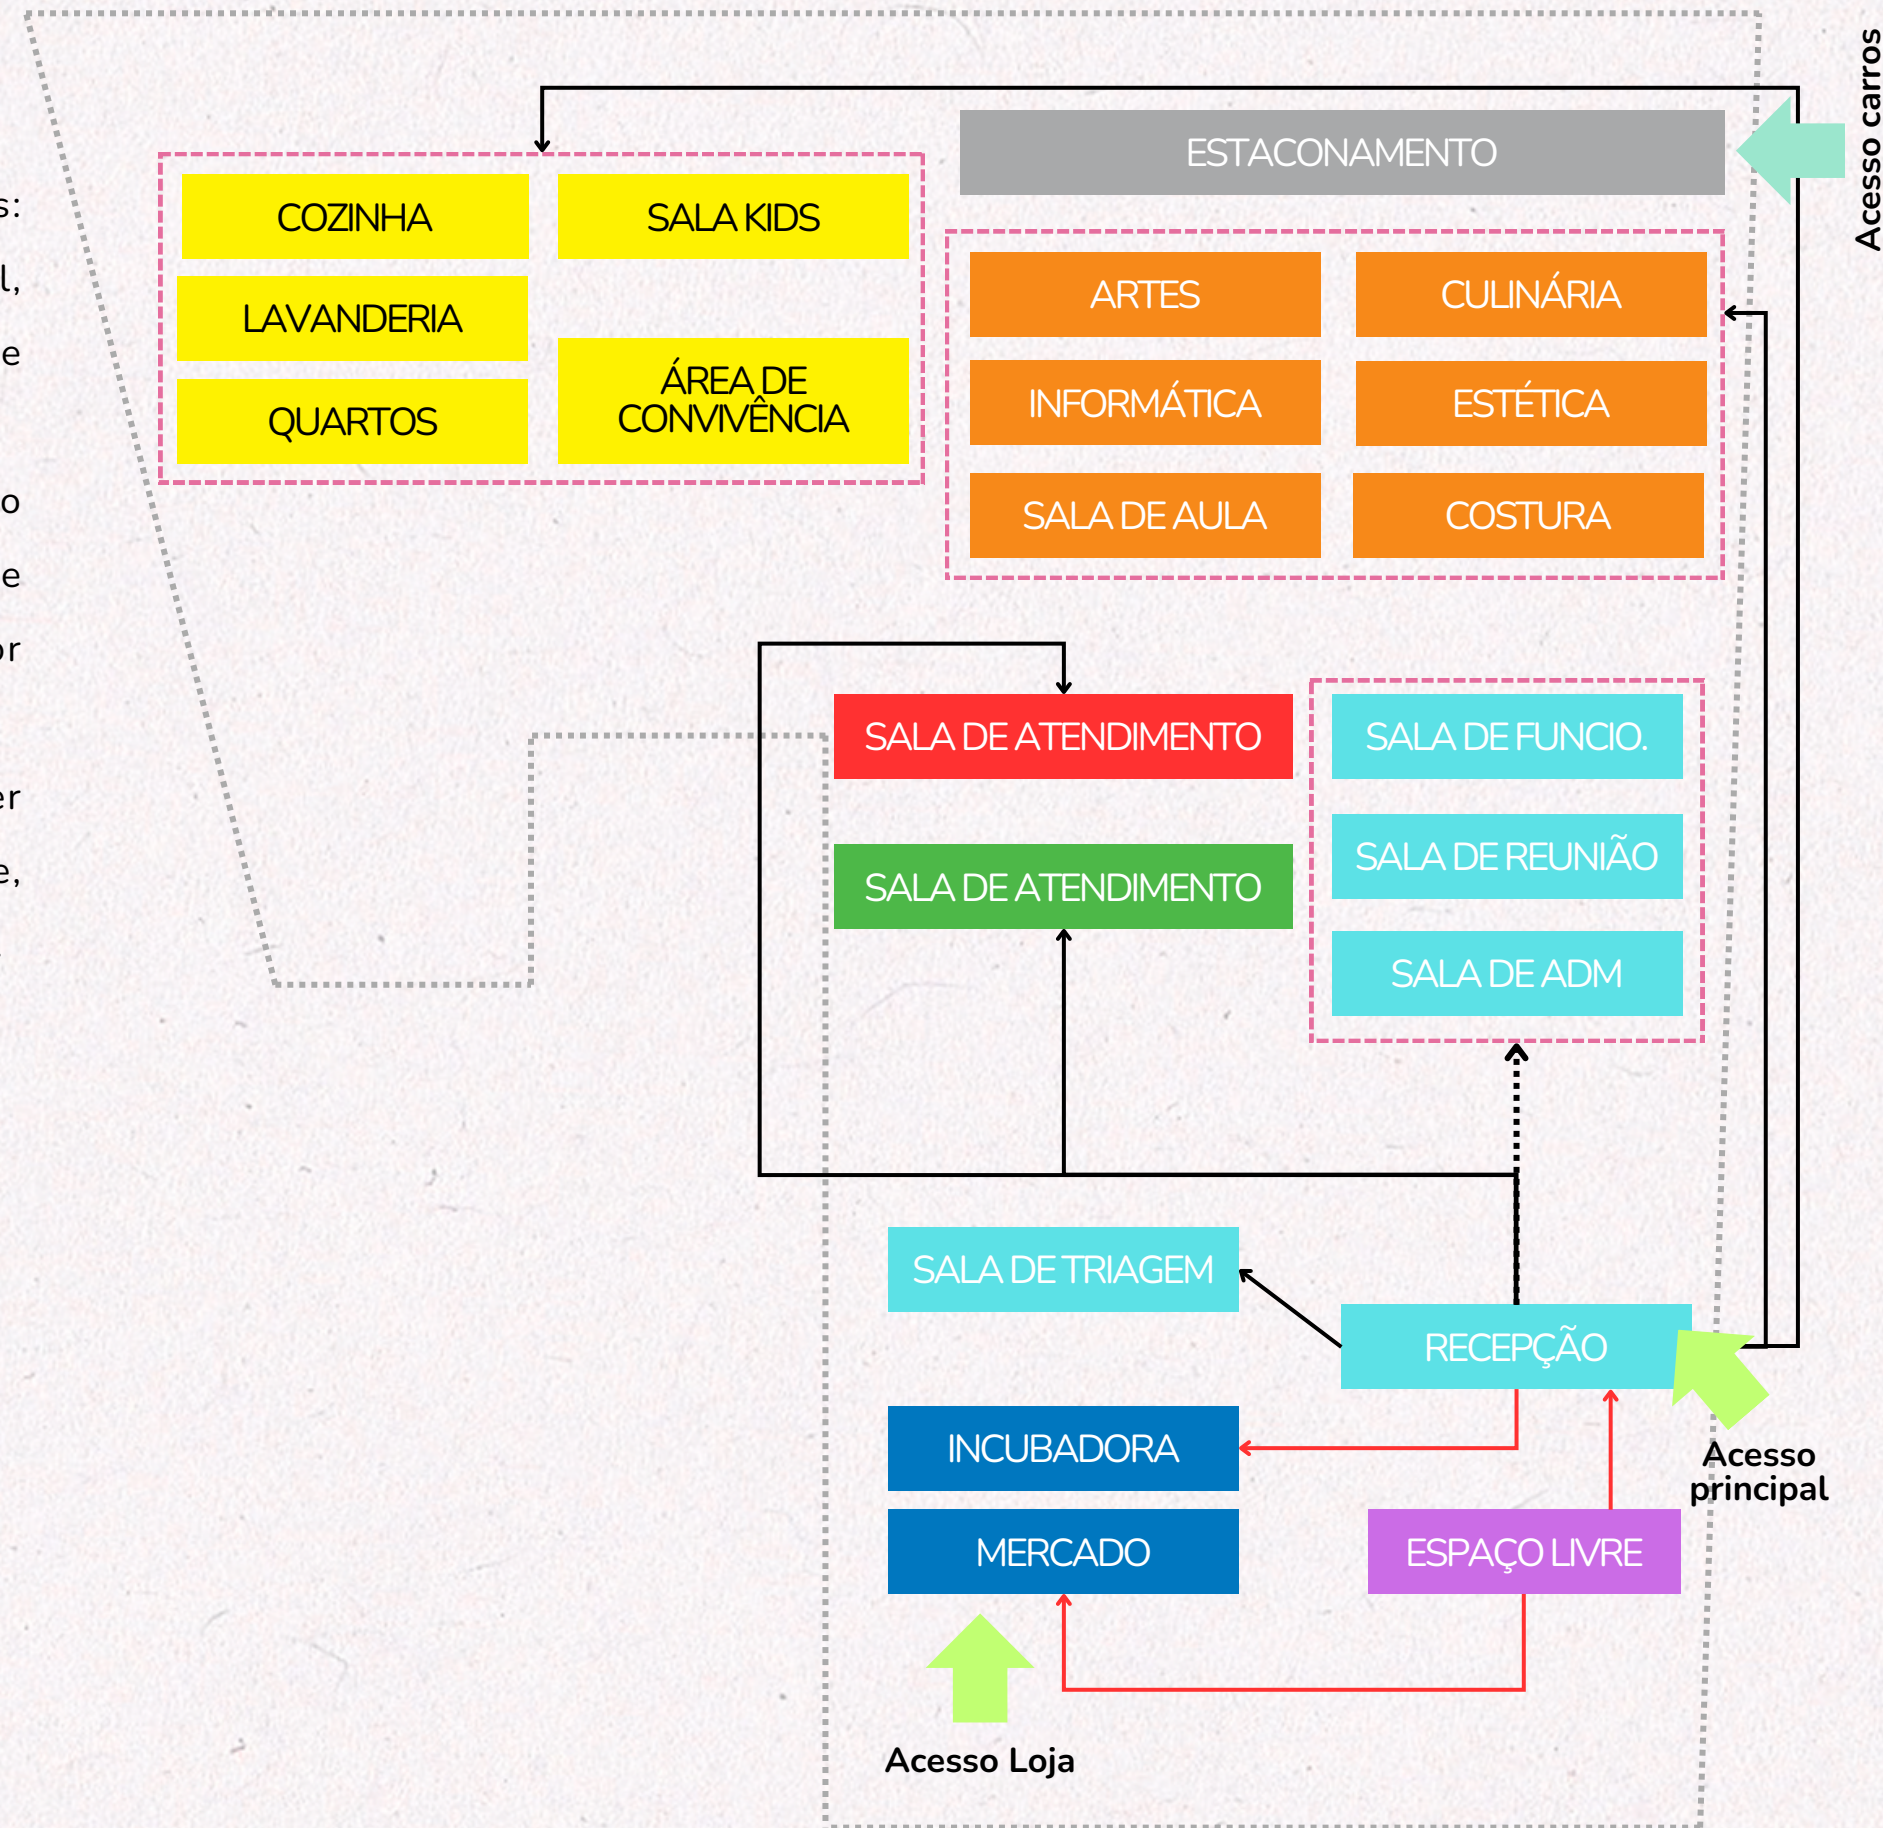 s:
l,
e
o
e
or
er
e,
Acesso carros
ESTACONAMENTO
COZINHA
SALA KIDS
LAVANDERIA
ÁREA DE
CONVIVÊNCIA
QUARTOS
ARTES
CULINÁRIA
INFORMÁTICA
ESTÉTICA
SALA DE AULA
COSTURA
SALA DE ATENDIMENTO
SALA DE FUNCIO.
SALA DE ATENDIMENTO
SALA DE REUNIÃO
SALA DE ADM
SALA DE TRIAGEM
RECEPÇÃO
INCUBADORA
Acesso
principal
MERCADO
ESPAÇO LIVRE
Acesso Loja